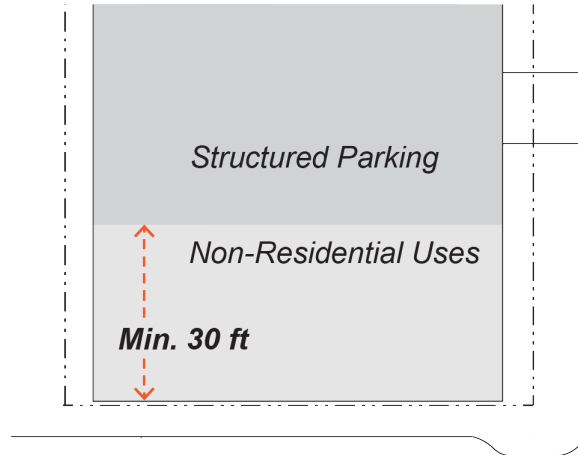 Structured Parking
Non-Residential Uses
Min. 30 ft